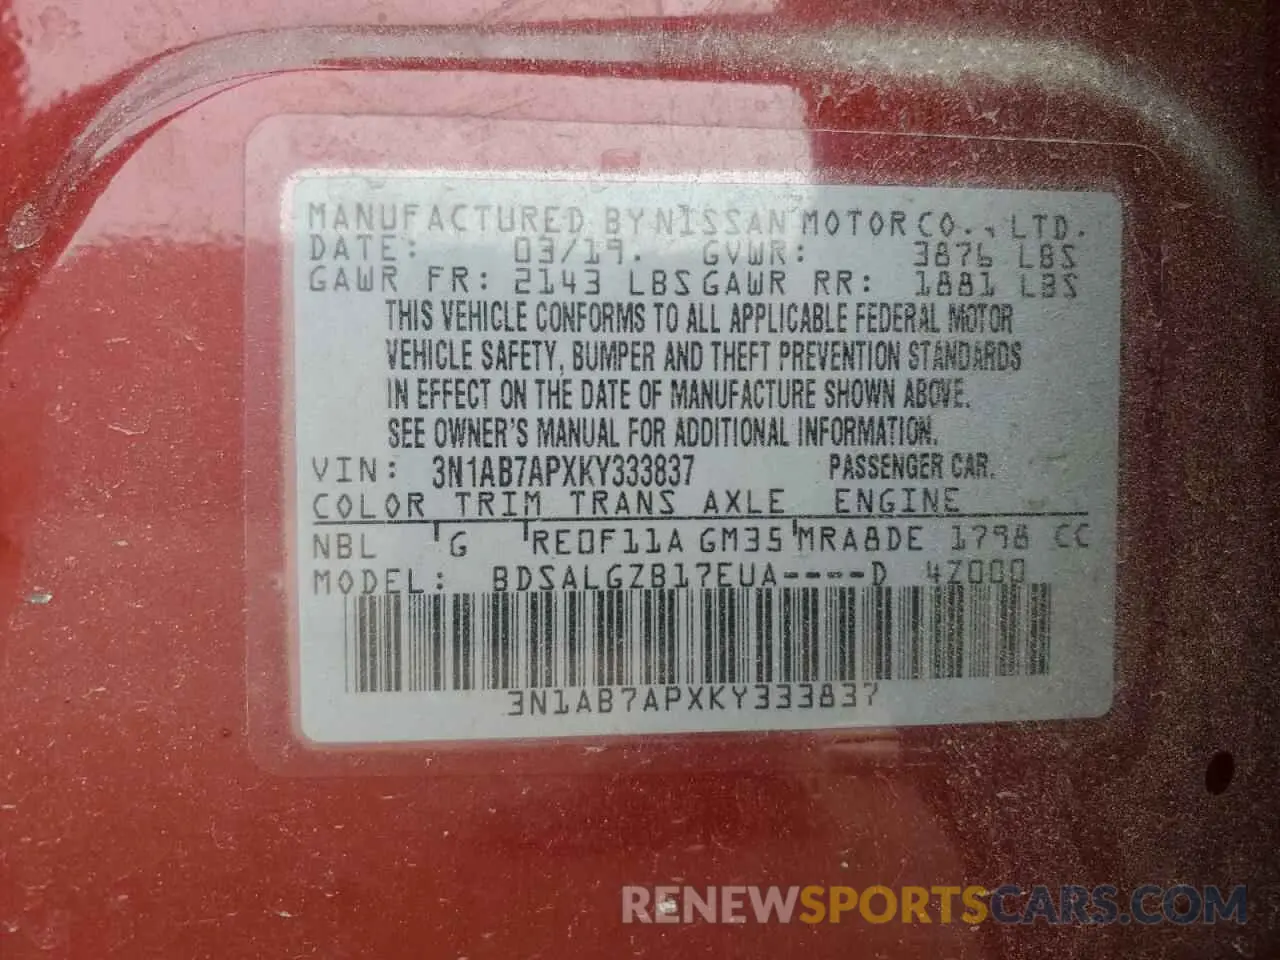 MANUFACTURED BY NISSAN MOTOR CO., LTD.
DATE: 03/19. GVWR: 3876 LBS
GAWR FR: 2143 LBS GAWR RR: 1881 LBS
THIS VEHICLE CONFORMS TO ALL APPLICABLE FEDERAL MOTOR
VEHICLE SAFETY, BUMPER AND THEFT PREVENTION STANDARDS
IN EFFECT ON THE DATE OF MANUFACTURE SHOWN ABOVE.
SEE OWNER'S MANUAL FOR ADDITIONAL INFORMATION.
VIN: 3N1AB7APXKY333837 PASSENGER CAR.
COLOR TRIM TRANS AXLE ENGINE
NBL G RE0F11A GM35 MRA8DE 1798 CC
MODEL: BDSALGZB17EUA----D 4Z000
3N1AB7APXKY333837
RENEWSPORTSCARS.COM